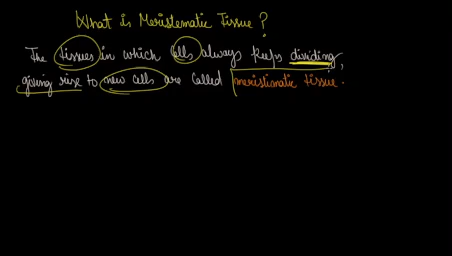 What is Meristematic Tissue?
The tissues in which cells always keeps dividing,
giving rise to new cells are called meristimatic tissue.